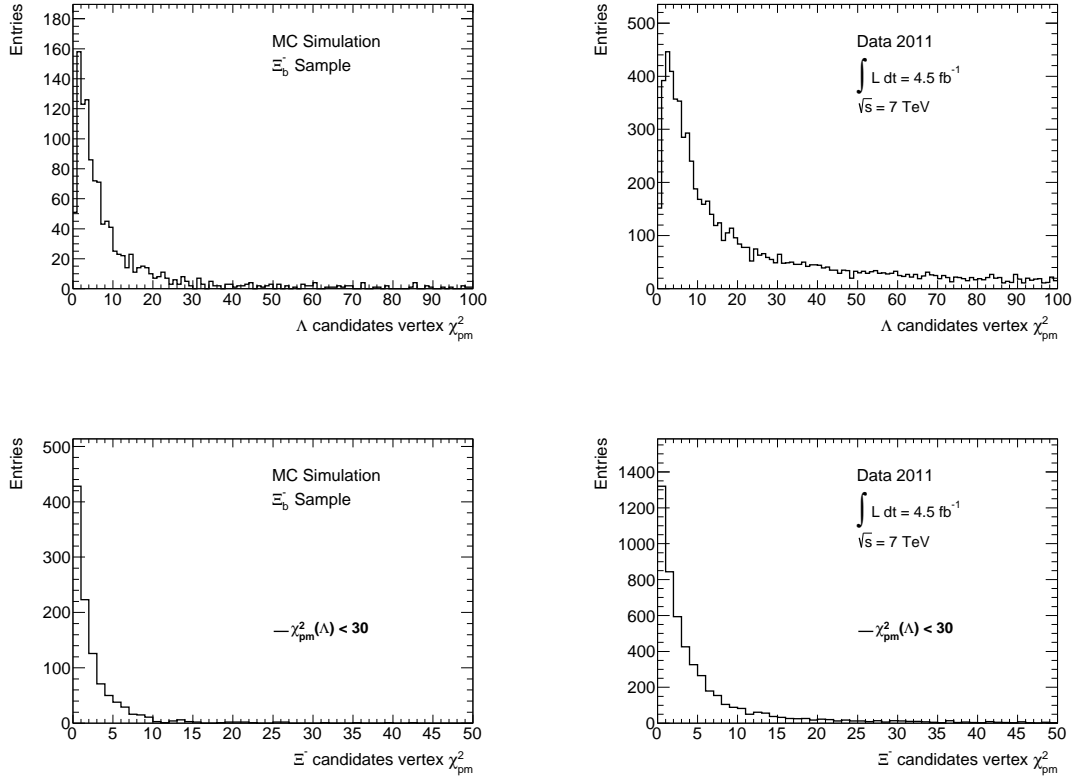 Entries
180
160
140
120
100
80
60
40
20
0
MC Simulation
Ξb- Sample
0 10 20 30 40 50 60 70 80 90 100
Λ candidates vertex χ²pm
Entries
500
400
300
200
100
0
Data 2011
∫ L dt = 4.5 fb⁻¹
√s = 7 TeV
0 10 20 30 40 50 60 70 80 90 100
Λ candidates vertex χ²pm
Entries
500
400
300
200
100
0
MC Simulation
Ξb- Sample
χ²pm(Λ) < 30
0 5 10 15 20 25 30 35 40 45 50
Ξ- candidates vertex χ²pm
Entries
1400
1200
1000
800
600
400
200
0
Data 2011
∫ L dt = 4.5 fb⁻¹
√s = 7 TeV
χ²pm(Λ) < 30
0 5 10 15 20 25 30 35 40 45 50
Ξ- candidates vertex χ²pm